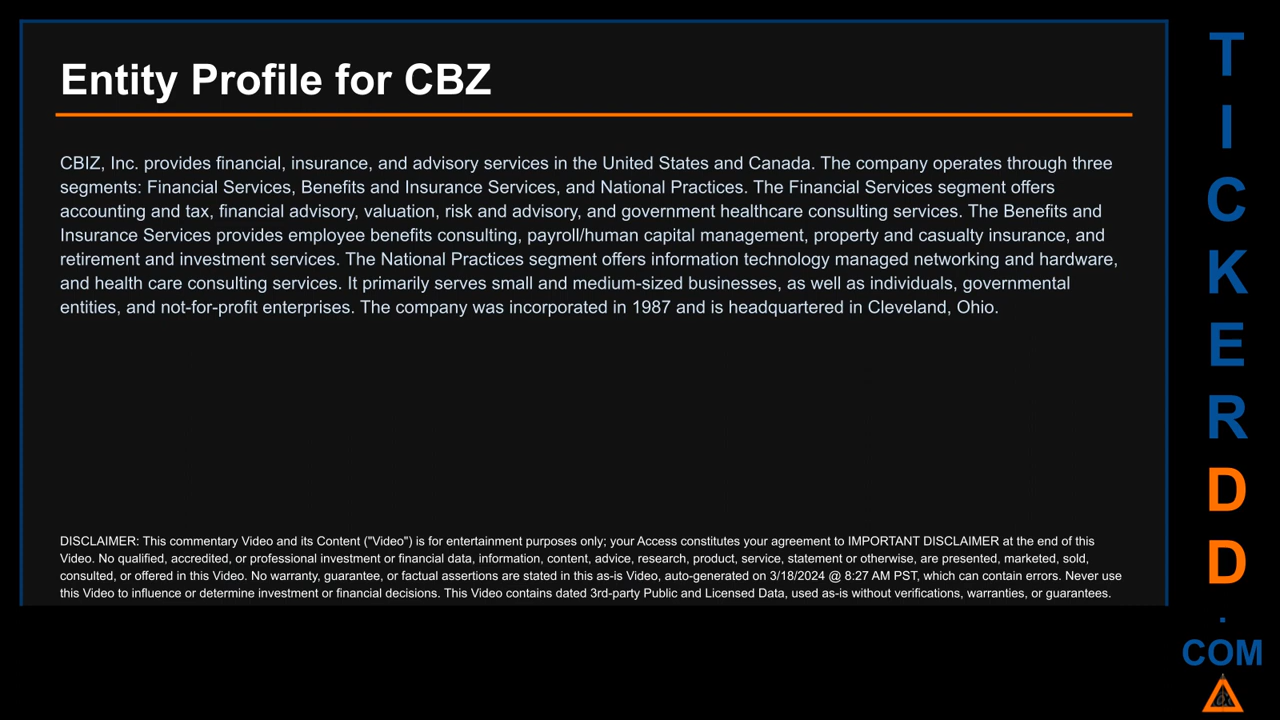 Entity Profile for CBZ
CBIZ, Inc. provides financial, insurance, and advisory services in the United States and Canada. The company operates through three
segments: Financial Services, Benefits and Insurance Services, and National Practices. The Financial Services segment offers
accounting and tax, financial advisory, valuation, risk and advisory, and government healthcare consulting services. The Benefits and
Insurance Services provides employee benefits consulting, payroll/human capital management, property and casualty insurance, and
retirement and investment services. The National Practices segment offers information technology managed networking and hardware,
and health care consulting services. It primarily serves small and medium-sized businesses, as well as individuals, governmental
entities, and not-for-profit enterprises. The company was incorporated in 1987 and is headquartered in Cleveland, Ohio.
DISCLAIMER: This commentary Video and its Content ("Video") is for entertainment purposes only; your Access constitutes your agreement to IMPORTANT DISCLAIMER at the end of this
Video. No qualified, accredited, or professional investment or financial data, information, content, advice, research, product, service, statement or otherwise, are presented, marketed, sold,
consulted, or offered in this Video. No warranty, guarantee, or factual assertions are stated in this as-is Video, auto-generated on 3/18/2024 @ 8:27 AM PST, which can contain errors. Never use
this Video to influence or determine investment or financial decisions. This Video contains dated 3rd-party Public and Licensed Data, used as-is without verifications, warranties, or guarantees.
T
I
C
K
E
R
D
D
.
COM